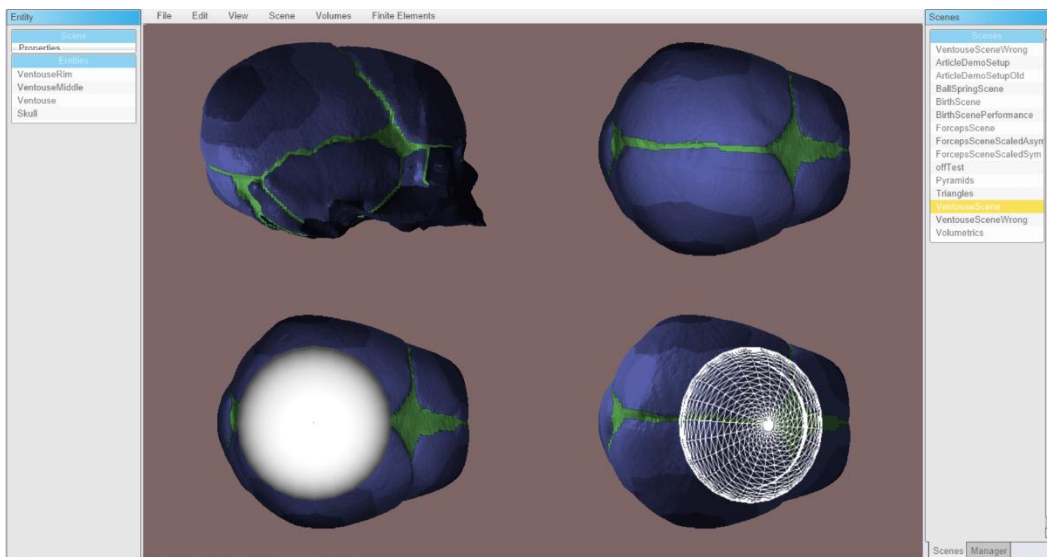 Entity
Scene
Properties
Entities
VentouseRim
VentouseMiddle
Ventouse
Skull
File Edit View Scene Volumes Finite Elements
Scenes
Scenes
VentouseSceneWrong
ArticleDemoSetup
ArticleDemoSetupOld
BallSpringScene
BirthScene
BirthScenePerformance
ForcepsScene
ForcepsSceneScaledAsym
ForcepsSceneScaledSym
offTest
Pyramids
Triangles
VentouseScene
VentouseSceneWrong
Volumetrics
Scenes Manager